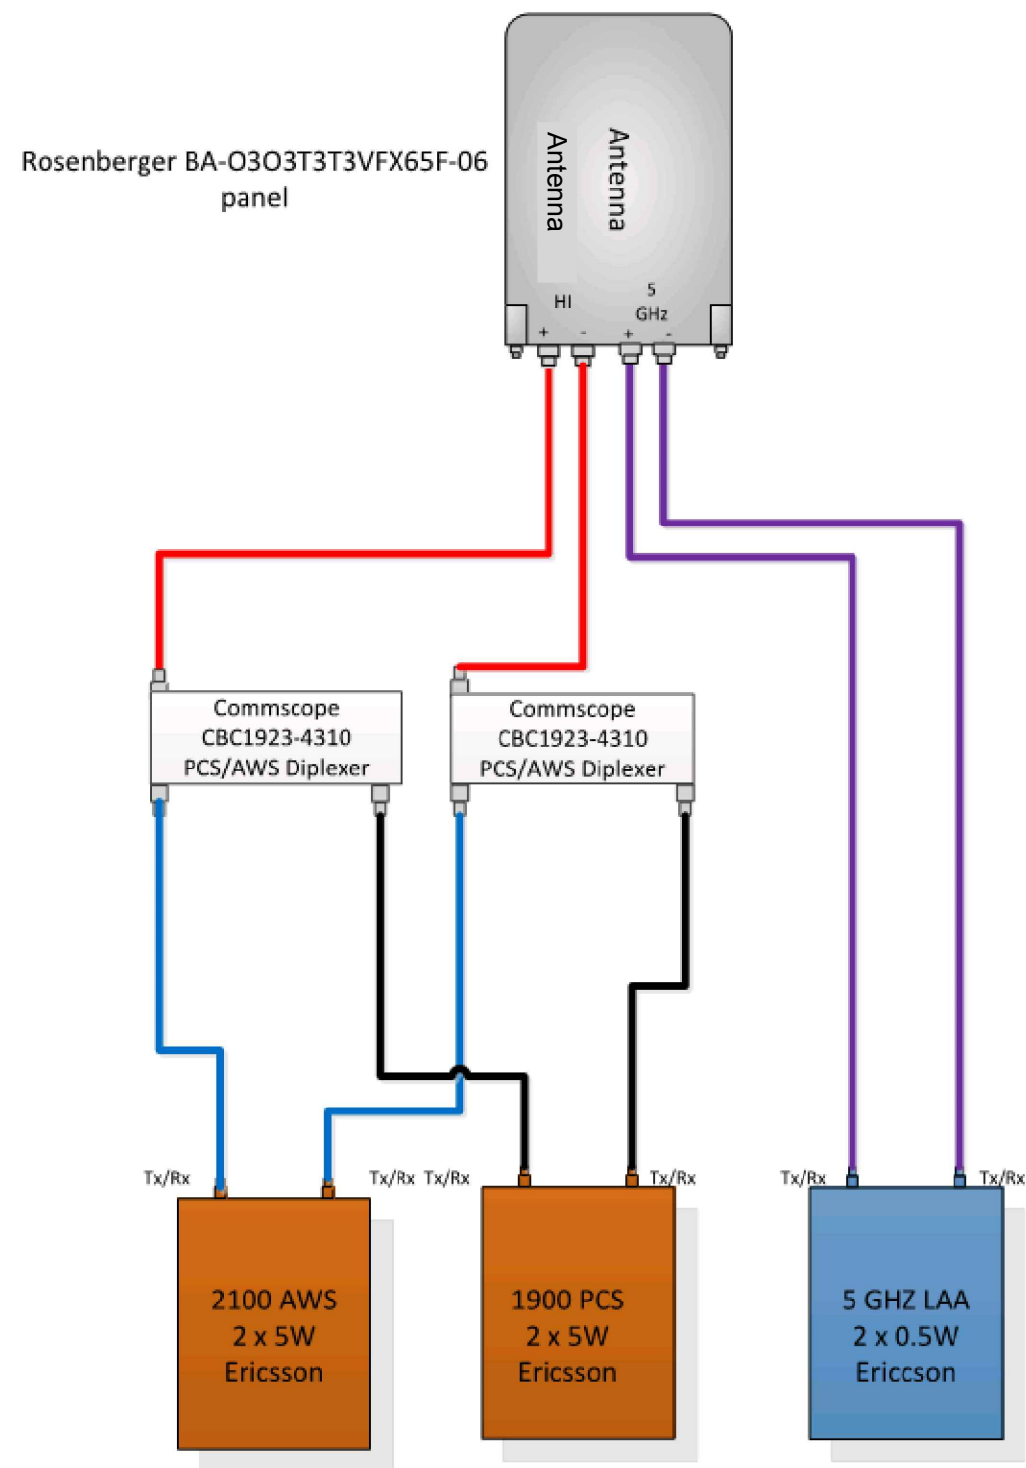 Rosenberger BA-O3O3T3T3VFX65F-06
panel
Antenna
Antenna
HI
5
GHz
+
-
+
-
Commscope
CBC1923-4310
PCS/AWS Diplexer
Commscope
CBC1923-4310
PCS/AWS Diplexer
Tx/Rx
Tx/Rx
Tx/Rx
Tx/Rx
Tx/Rx
Tx/Rx
2100 AWS
2 x 5W
Ericsson
1900 PCS
2 x 5W
Ericsson
5 GHZ LAA
2 x 0.5W
Ericcson